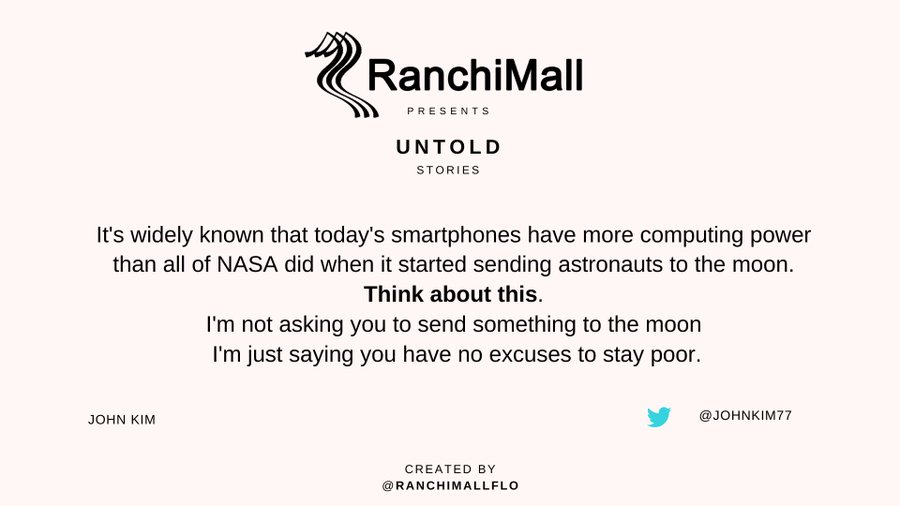 RanchiMall
PRESENTS
UNTOLD
STORIES
It's widely known that today's smartphones have more computing power
than all of NASA did when it started sending astronauts to the moon.
Think about this.
I'm not asking you to send something to the moon
I'm just saying you have no excuses to stay poor.
JOHN KIM
@JOHNKIM77
CREATED BY
@RANCHIMALLFLO